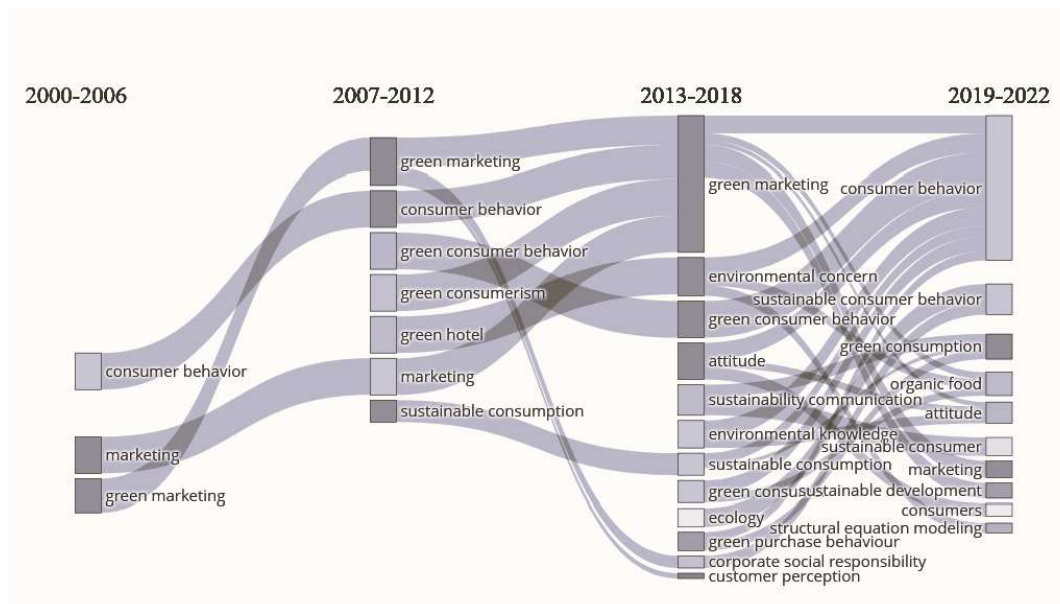 2000-2006
2007-2012
2013-2018
2019-2022
consumer behavior
marketing
green marketing
green marketing
consumer behavior
green consumer behavior
green consumerism
green hotel
marketing
sustainable consumption
green marketing
environmental concern
green consumer behavior
attitude
sustainability communication
environmental knowledge
sustainable consumption
green consu
ecology
green purchase behaviour
corporate social responsibility
customer perception
consumer behavior
sustainable consumer behavior
green consumption
organic food
attitude
sustainable consumer
marketing
sustainable development
consumers
structural equation modeling